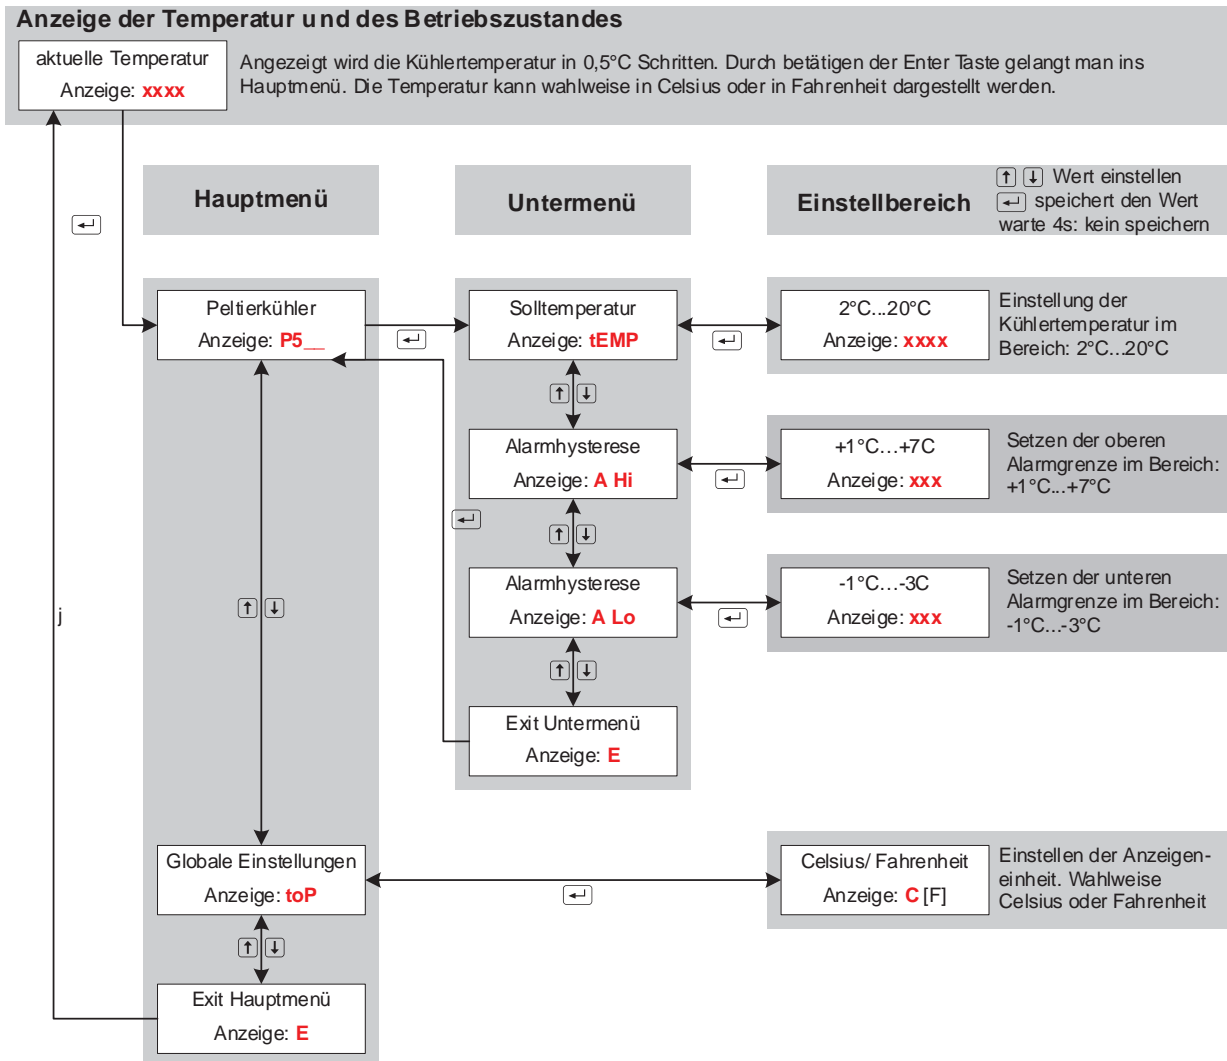 Anzeige der Temperatur und des Betriebszustandes
aktuelle Temperatur
Anzeige: xxxx
Angezeigt wird die Kühlertemperatur in 0,5°C Schritten. Durch betätigen der Enter Taste gelangt man ins
Hauptmenü. Die Temperatur kann wahlweise in Celsius oder in Fahrenheit dargestellt werden.
Hauptmenü
Untermenü
Einstellbereich
↑ ↓ Wert einstellen
↵ speichert den Wert
warte 4s: kein speichern
↵
Peltierkühler
Anzeige: P5__
↵
Solltemperatur
Anzeige: tEMP
↵
2°C...20°C
Anzeige: xxxx
Einstellung der
Kühlertemperatur im
Bereich: 2°C...20°C
↑ ↓
Alarmhysterese
Anzeige: A Hi
↵
+1°C...+7C
Anzeige: xxx
Setzen der oberen
Alarmgrenze im Bereich:
+1°C...+7°C
↵
↑ ↓
Alarmhysterese
Anzeige: A Lo
↵
-1°C...-3C
Anzeige: xxx
Setzen der unteren
Alarmgrenze im Bereich:
-1°C...-3°C
j
↑ ↓
↑ ↓
Exit Untermenü
Anzeige: E
Globale Einstellungen
Anzeige: toP
↵
Celsius/ Fahrenheit
Anzeige: C [F]
Einstellen der Anzeigen-
einheit. Wahlweise
Celsius oder Fahrenheit
↑ ↓
Exit Hauptmenü
Anzeige: E